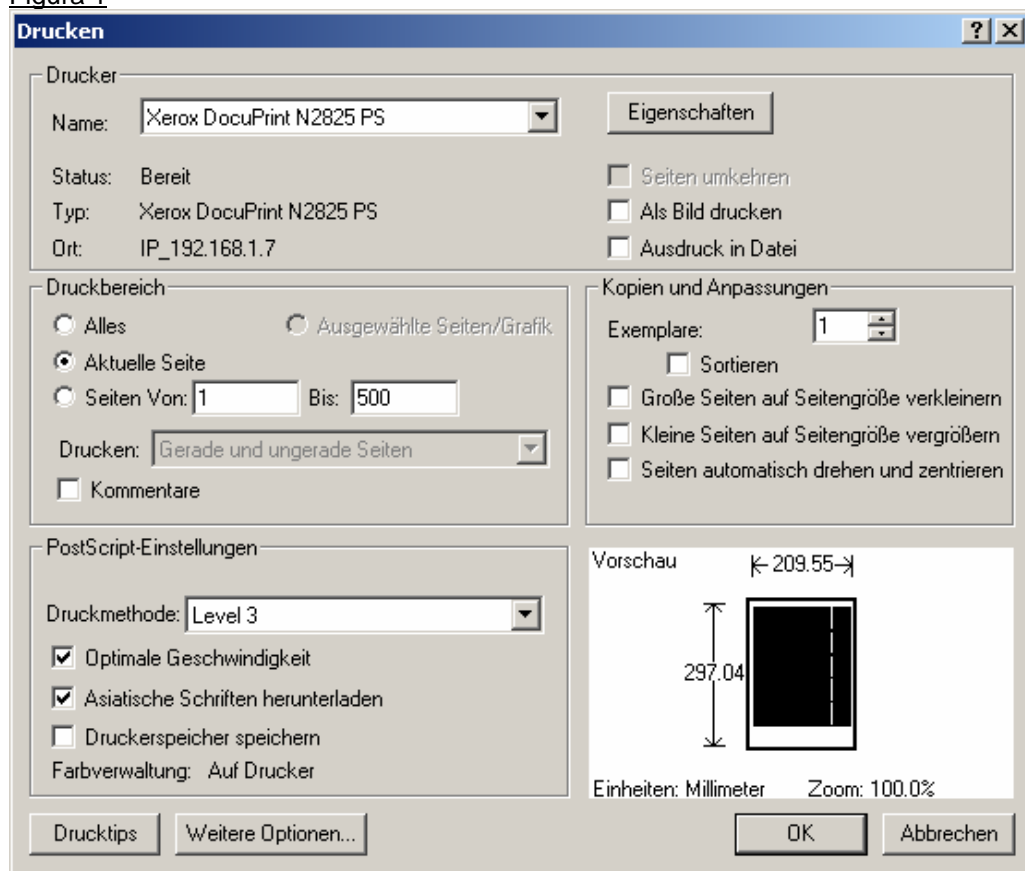 Figura 1
Drucken
Drucker
Name: Xerox DocuPrint N2825 PS
Eigenschaften
Status: Bereit
Seiten umkehren
Typ: Xerox DocuPrint N2825 PS
Als Bild drucken
Ort: IP_192.168.1.7
Ausdruck in Datei
Druckbereich
Alles
Ausgewählte Seiten/Grafik
Aktuelle Seite
Seiten Von: 1 Bis: 500
Drucken: Gerade und ungerade Seiten
Kommentare
Kopien und Anpassungen
Exemplare: 1
Sortieren
Große Seiten auf Seitengröße verkleinern
Kleine Seiten auf Seitengröße vergrößern
Seiten automatisch drehen und zentrieren
PostScript-Einstellungen
Druckmethode: Level 3
Optimale Geschwindigkeit
Asiatische Schriften herunterladen
Druckerspeicher speichern
Farbverwaltung: Auf Drucker
Vorschau
209.55
297.04
Einheiten: Millimeter Zoom: 100.0%
Drucktips
Weitere Optionen...
OK
Abbrechen